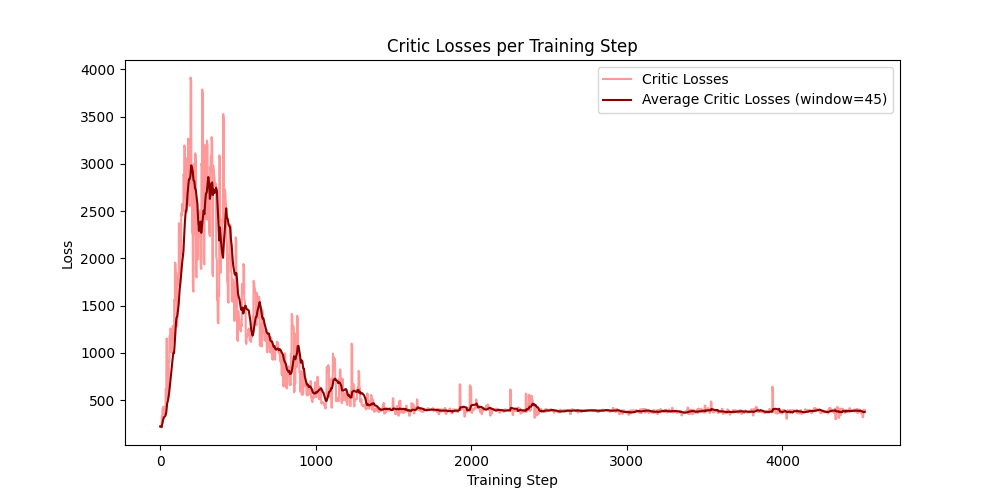 Critic Losses per Training Step
Critic Losses
Average Critic Losses (window=45)
Loss
4000
3500
3000
2500
2000
1500
1000
500
0
1000
2000
3000
4000
Training Step